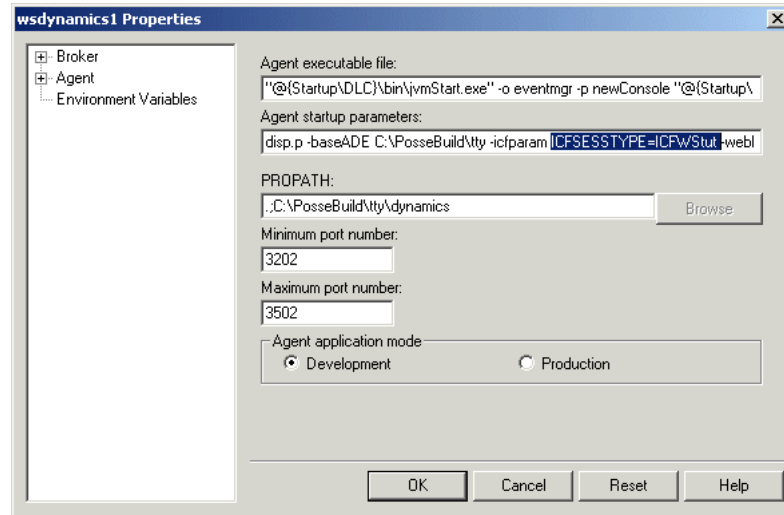 wsdynamics1 Properties
Broker
Agent
Environment Variables
Agent executable file:
"@{Startup\DLC}\bin\jvmStart.exe" -o eventmgr -p newConsole "@{Startup\
Agent startup parameters:
disp.p -baseADE C:\PosseBuild\tty -icfparam ICFSESSTYPE=ICFWStut -webl
PROPATH:
.;C:\PosseBuild\tty\dynamics
Browse
Minimum port number:
3202
Maximum port number:
3502
Agent application mode
Development Production
OK Cancel Reset Help